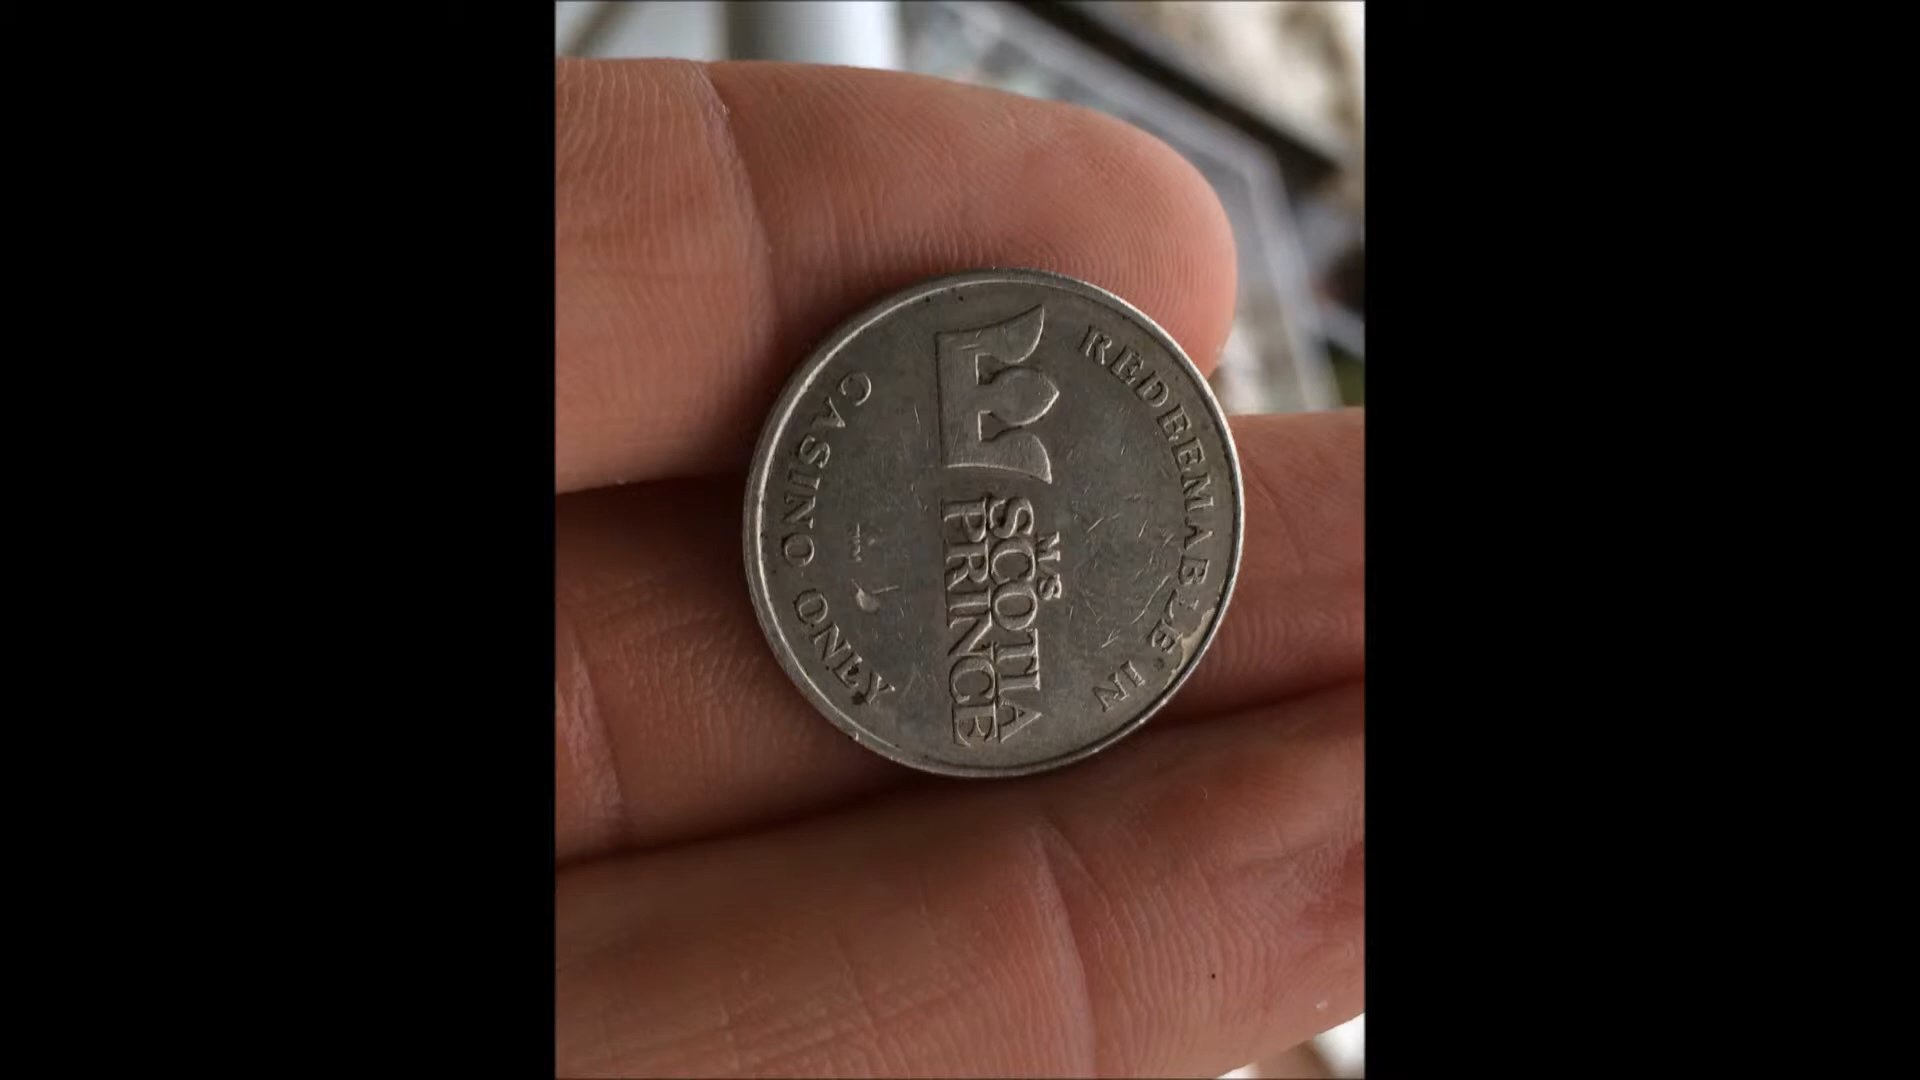 REDEEMABLE IN
M/S
SCOTIA
PRINCE
CASINO ONLY